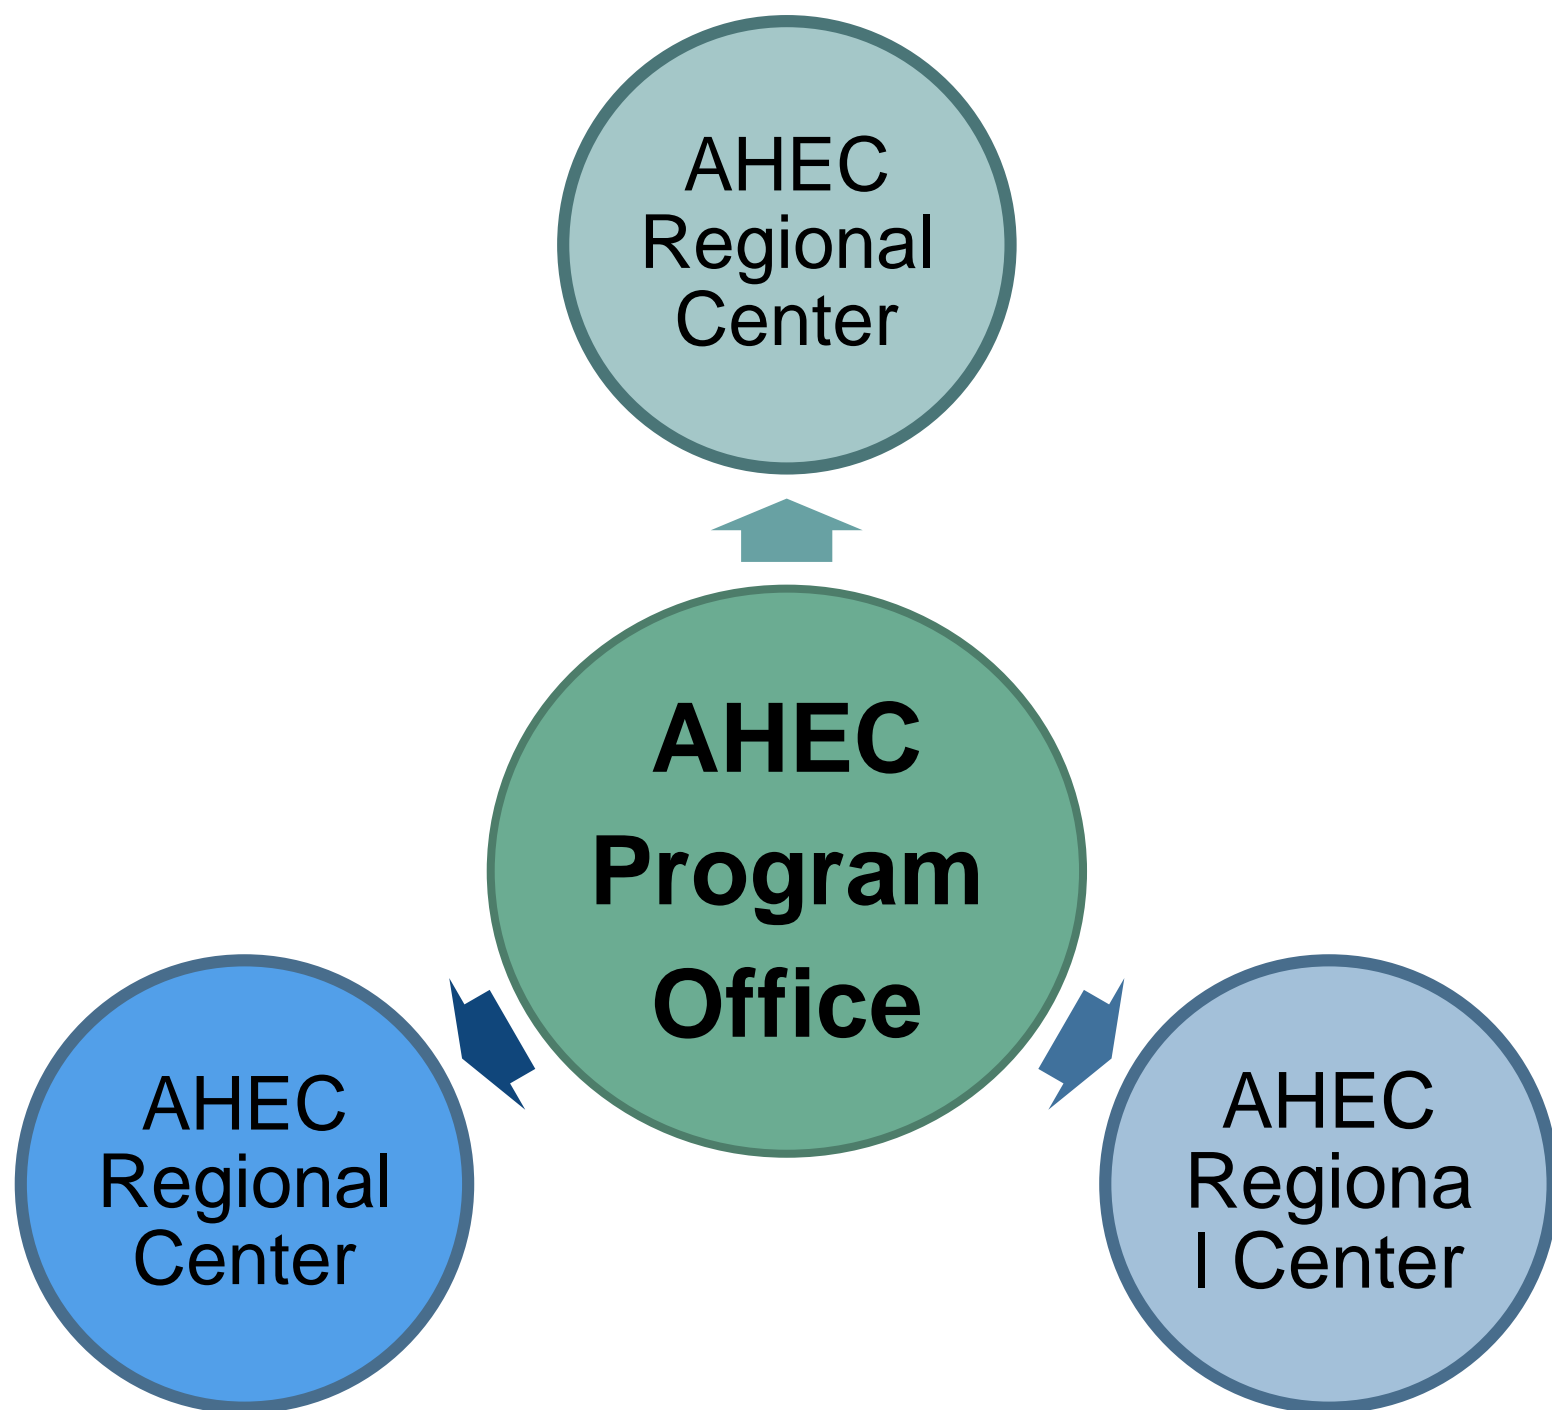 AHEC
Regional
Center
AHEC
Program
Office
AHEC
Regional
Center
AHEC
Regiona
l Center